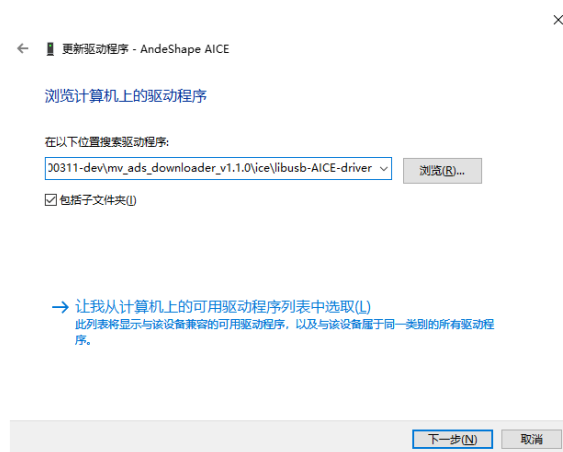 更新驱动程序 - AndeShape AICE
浏览计算机上的驱动程序
在以下位置搜索驱动程序:
00311-dev\mv_ads_downloader_v1.1.0\ice\libusb-AICE-driver
浏览(R)...
包括子文件夹(I)
让我从计算机上的可用驱动程序列表中选取(L)
此列表将显示与该设备兼容的可用驱动程序，以及与该设备属于同一类别的所有驱动程
序。
下一步(N) 取消